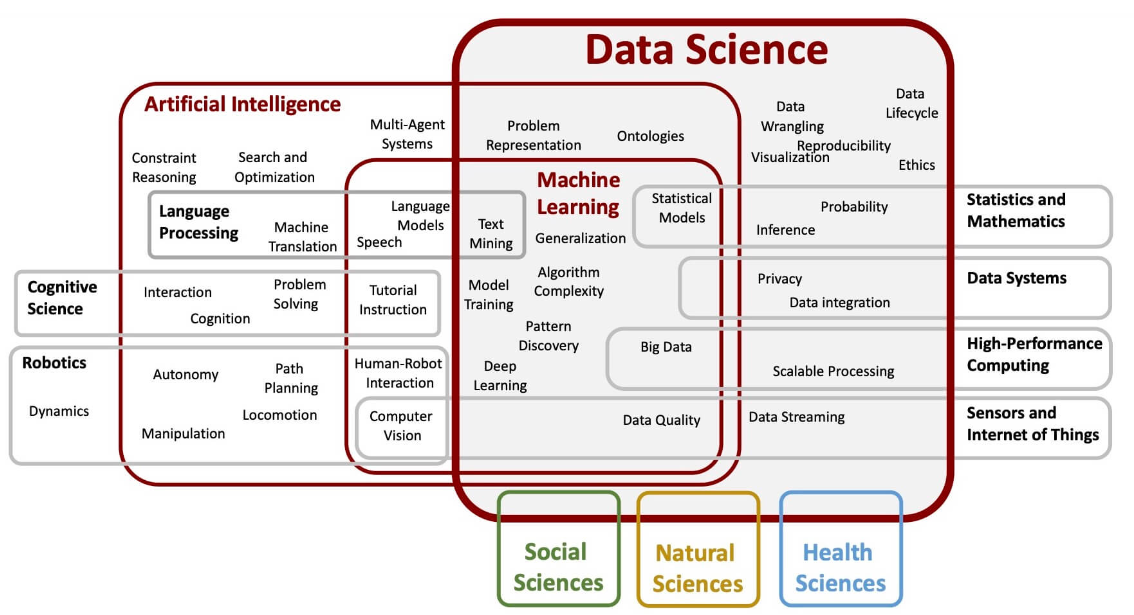 Data Science
Artificial Intelligence
Data
Lifecycle
Data
Wrangling
Multi-Agent
Systems
Problem
Representation
Ontologies
Reproducibility
Visualization
Ethics
Constraint
Reasoning
Search and
Optimization
Machine
Learning
Language
Processing
Machine
Translation
Language
Models
Speech
Text
Mining
Generalization
Statistical
Models
Probability
Inference
Statistics and
Mathematics
Cognitive
Science
Interaction
Cognition
Problem
Solving
Tutorial
Instruction
Model
Training
Algorithm
Complexity
Pattern
Discovery
Privacy
Data integration
Data Systems
Robotics
Dynamics
Autonomy
Manipulation
Path
Planning
Locomotion
Human-Robot
Interaction
Deep
Learning
Big Data
Scalable Processing
High-Performance
Computing
Computer
Vision
Data Quality
Data Streaming
Sensors and
Internet of Things
Social
Sciences
Natural
Sciences
Health
Sciences